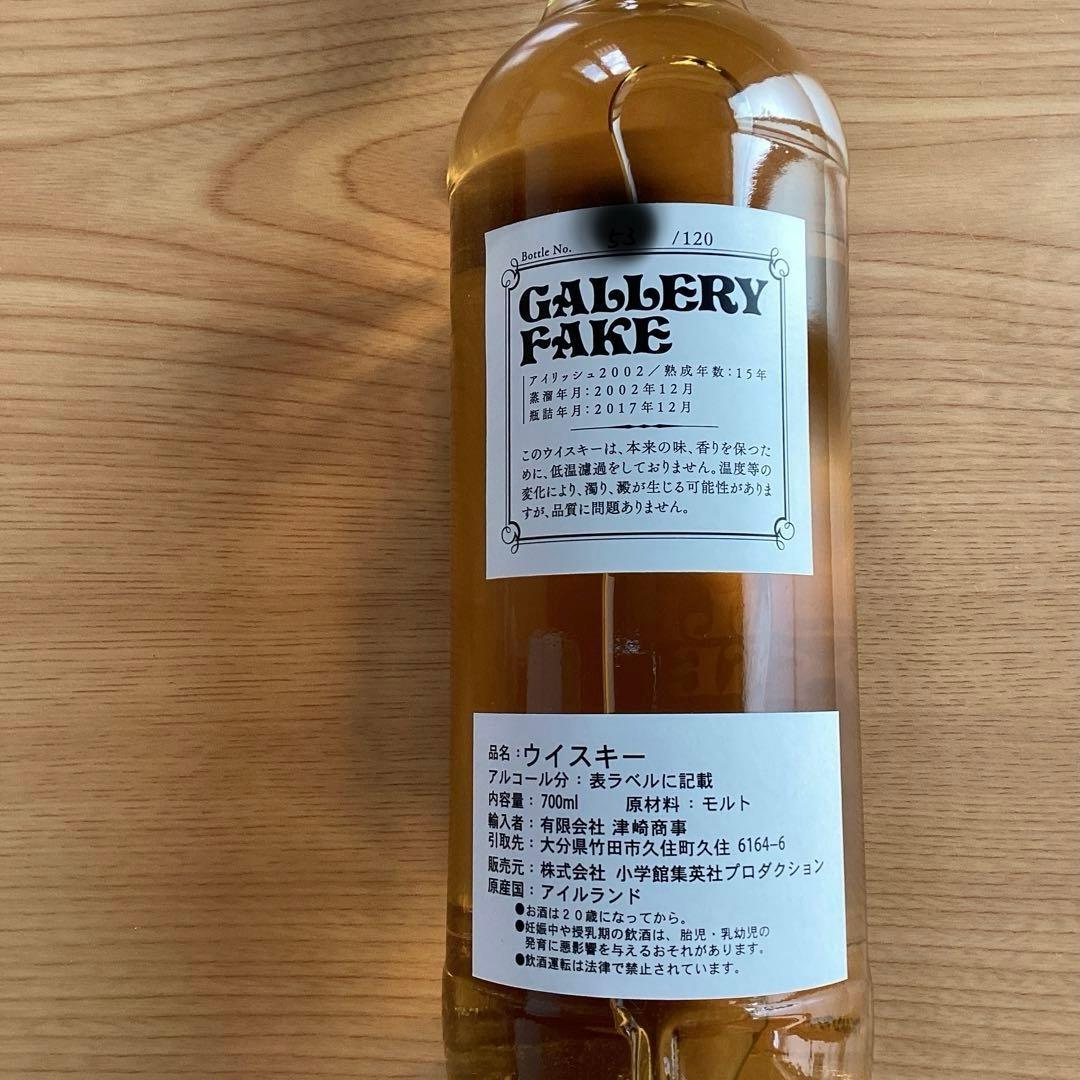 Bottle No. 53 /120
GALLERY
FAKE
アイリッシュ2002／熟成年数：15年
蒸溜年月：2002年12月
瓶詰年月：2017年12月
このウイスキーは、本来の味、香りを保つた
めに、低温濾過をしておりません。温度等の
変化により、濁り、澱が生じる可能性がありま
すが、品質に問題ありません。
品名：ウイスキー
アルコール分：表ラベルに記載
内容量：700ml 原材料：モルト
輸入者：有限会社 津崎商事
引取先：大分県竹田市久住町久住 6164-6
販売元：株式会社 小学館集英社プロダクション
原産国：アイルランド
●お酒は20歳になってから。
●妊娠中や授乳期の飲酒は、胎児・乳幼児の
発育に悪影響を与えるおそれがあります。
●飲酒運転は法律で禁止されています。